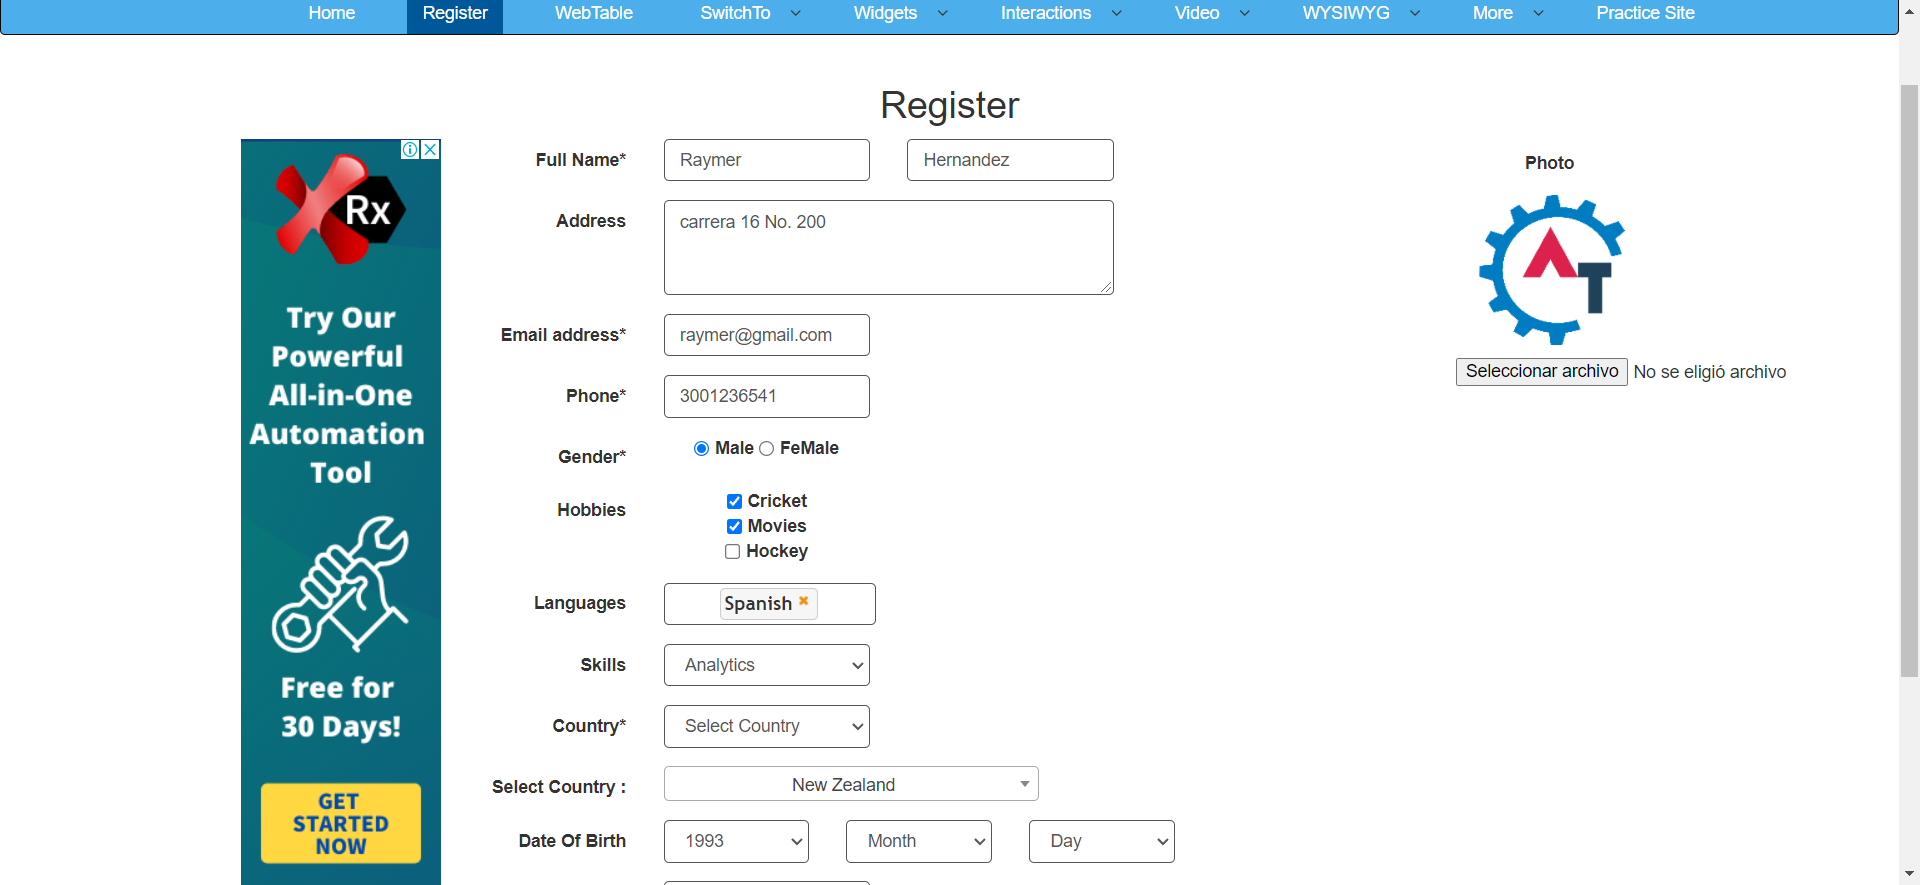 Home Register WebTable SwitchTo Widgets Interactions Video WYSIWYG More Practice Site
Register
Rx
Try Our
Powerful
All-in-One
Automation
Tool
Free for
30 Days!
GET
STARTED
NOW
Full Name* Raymer Hernandez
Address carrera 16 No. 200
Email address* raymer@gmail.com
Phone* 3001236541
Gender* Male FeMale
Hobbies Cricket
Movies
Hockey
Languages Spanish
Skills Analytics
Country* Select Country
Select Country : New Zealand
Date Of Birth 1993 Month Day
Photo
AT
Seleccionar archivo No se eligió archivo